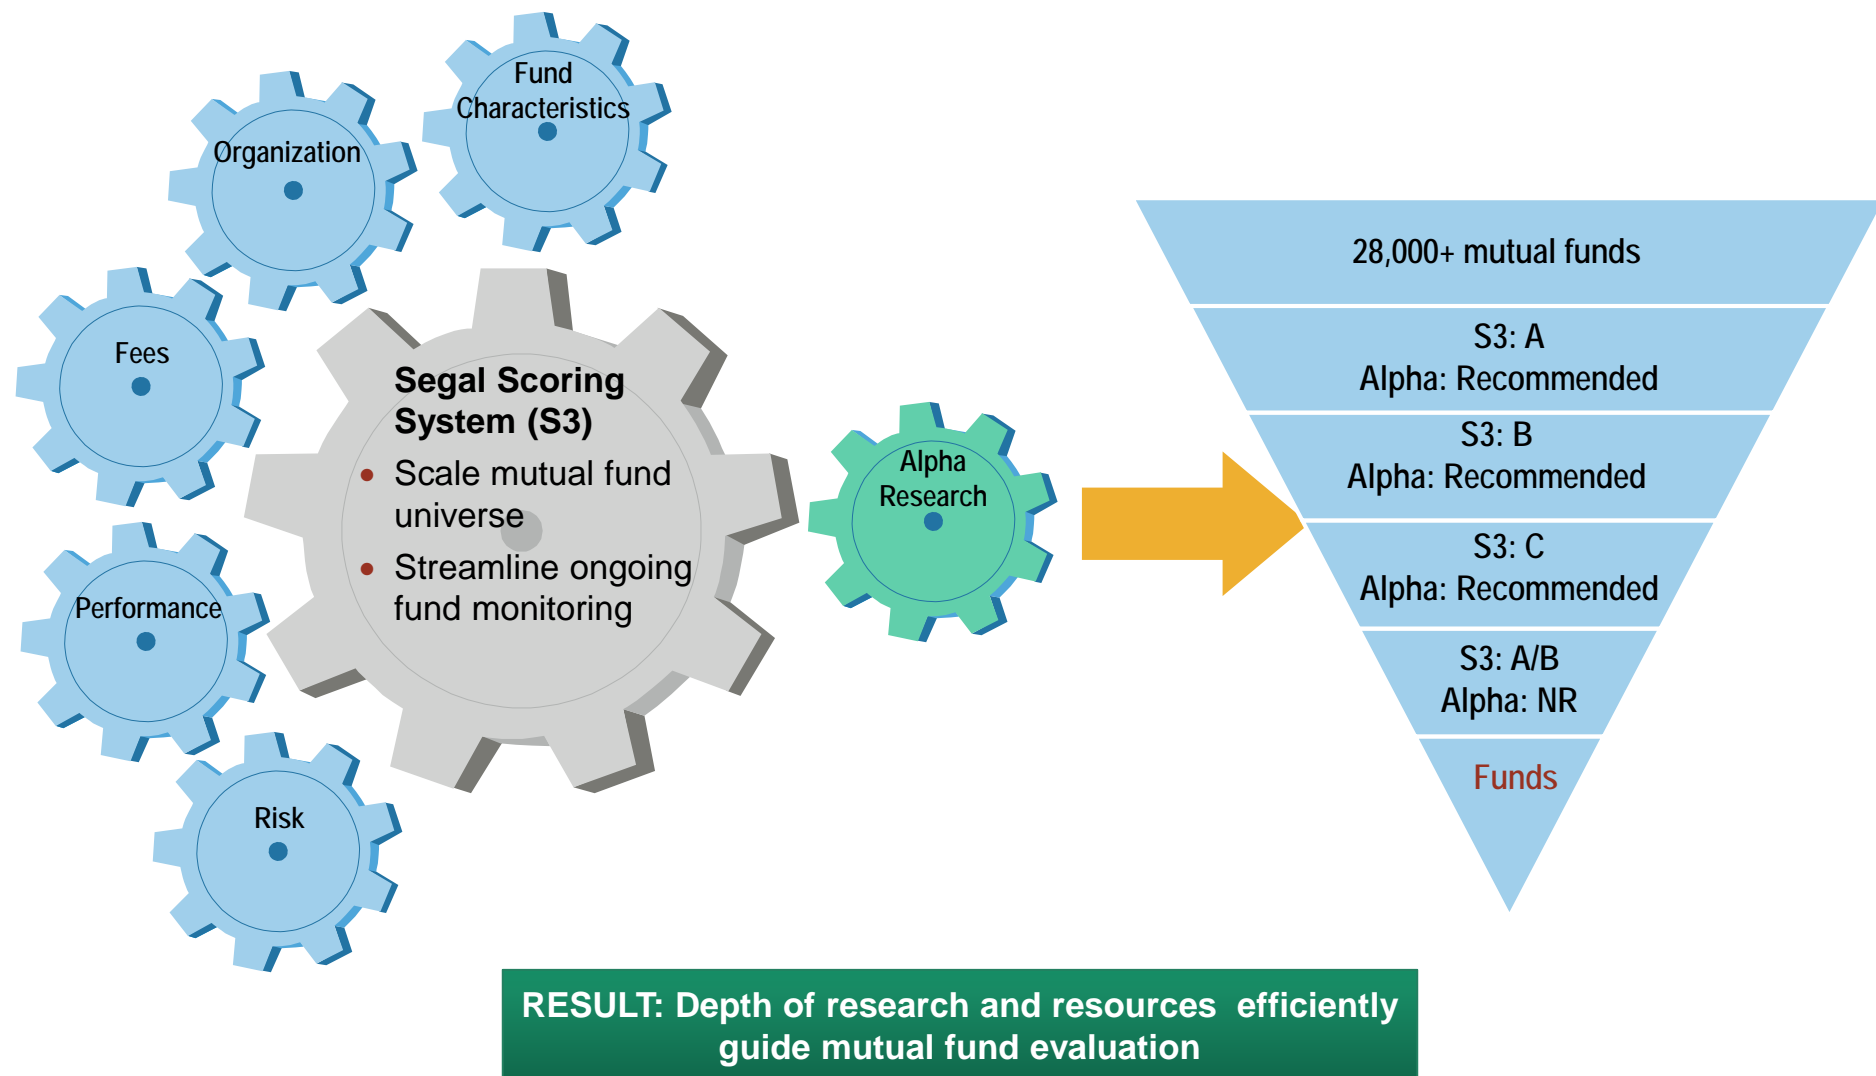 Fund
Characteristics
Organization
Fees
Performance
Risk
Segal Scoring
System (S3)
• Scale mutual fund
universe
• Streamline ongoing
fund monitoring
Alpha
Research
28,000+ mutual funds
S3: A
Alpha: Recommended
S3: B
Alpha: Recommended
S3: C
Alpha: Recommended
S3: A/B
Alpha: NR
Funds
RESULT: Depth of research and resources efficiently
guide mutual fund evaluation